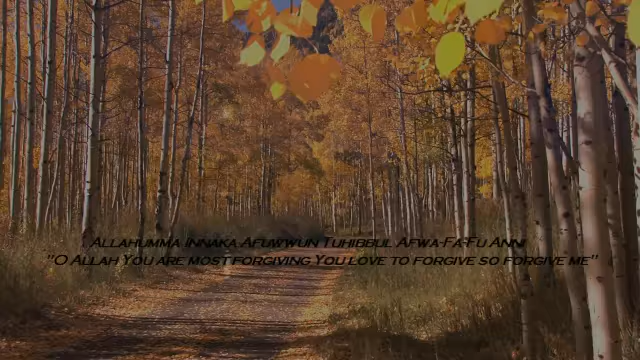 Allahumma Innaka Afuwwun Tuhibbul Afwa-Fa-Fu Anni
"O Allah You are most forgiving You love to forgive so forgive me"